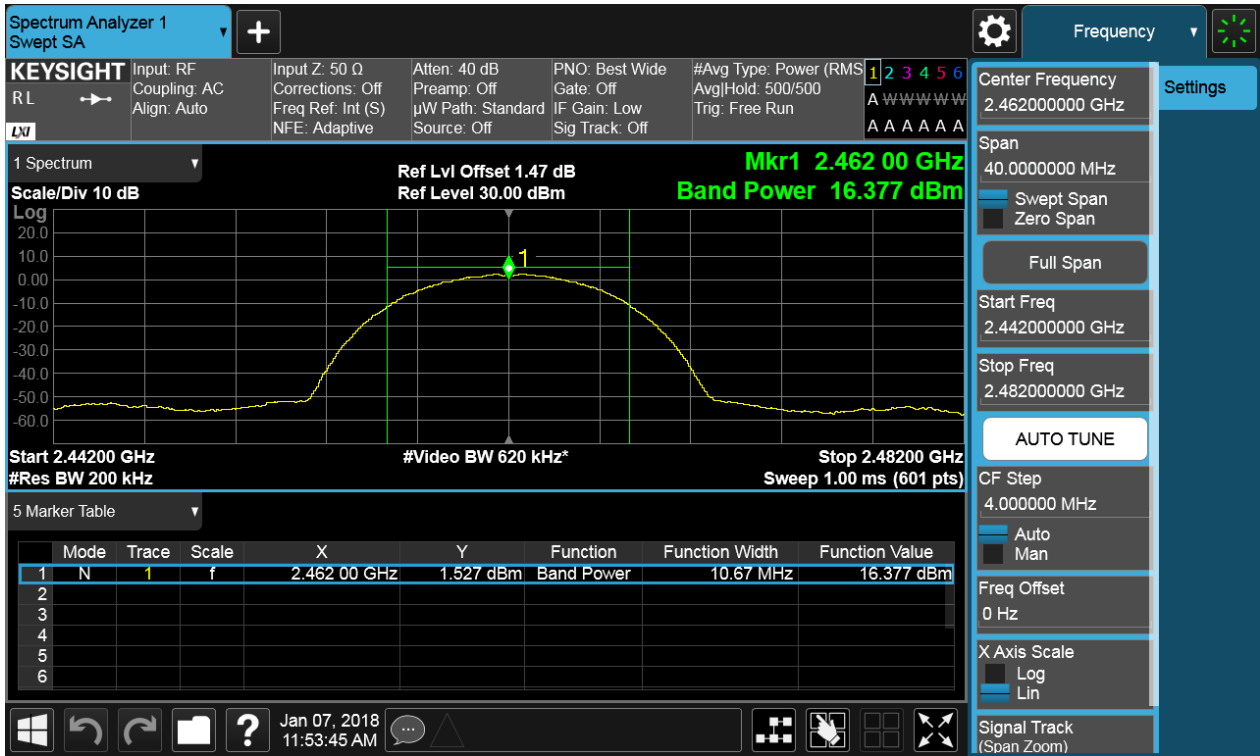 Spectrum Analyzer 1
Swept SA
Frequency
KEYSIGHT
RL
LXI
Input: RF
Coupling: AC
Align: Auto
Input Z: 50 Ω
Corrections: Off
Freq Ref: Int (S)
NFE: Adaptive
Atten: 40 dB
Preamp: Off
µW Path: Standard
Source: Off
PNO: Best Wide
Gate: Off
IF Gain: Low
Sig Track: Off
#Avg Type: Power (RMS
Avg|Hold: 500/500
Trig: Free Run
1 2 3 4 5 6
A W W W W W
A A A A A A
1 Spectrum
Scale/Div 10 dB
Ref Lvl Offset 1.47 dB
Ref Level 30.00 dBm
Mkr1 2.462 00 GHz
Band Power 16.377 dBm
Log
20.0
10.0
0.00
-10.0
-20.0
-30.0
-40.0
-50.0
-60.0
1
Start 2.44200 GHz
#Video BW 620 kHz*
Stop 2.48200 GHz
#Res BW 200 kHz
Sweep 1.00 ms (601 pts)
5 Marker Table
Mode Trace Scale X Y Function Function Width Function Value
1 N 1 f 2.462 00 GHz 1.527 dBm Band Power 10.67 MHz 16.377 dBm
2
3
4
5
6
Jan 07, 2018
11:53:45 AM
Center Frequency
2.462000000 GHz
Span
40.0000000 MHz
Swept Span
Zero Span
Full Span
Start Freq
2.442000000 GHz
Stop Freq
2.482000000 GHz
AUTO TUNE
CF Step
4.000000 MHz
Auto
Man
Freq Offset
0 Hz
X Axis Scale
Log
Lin
Signal Track
(Span Zoom)
Settings